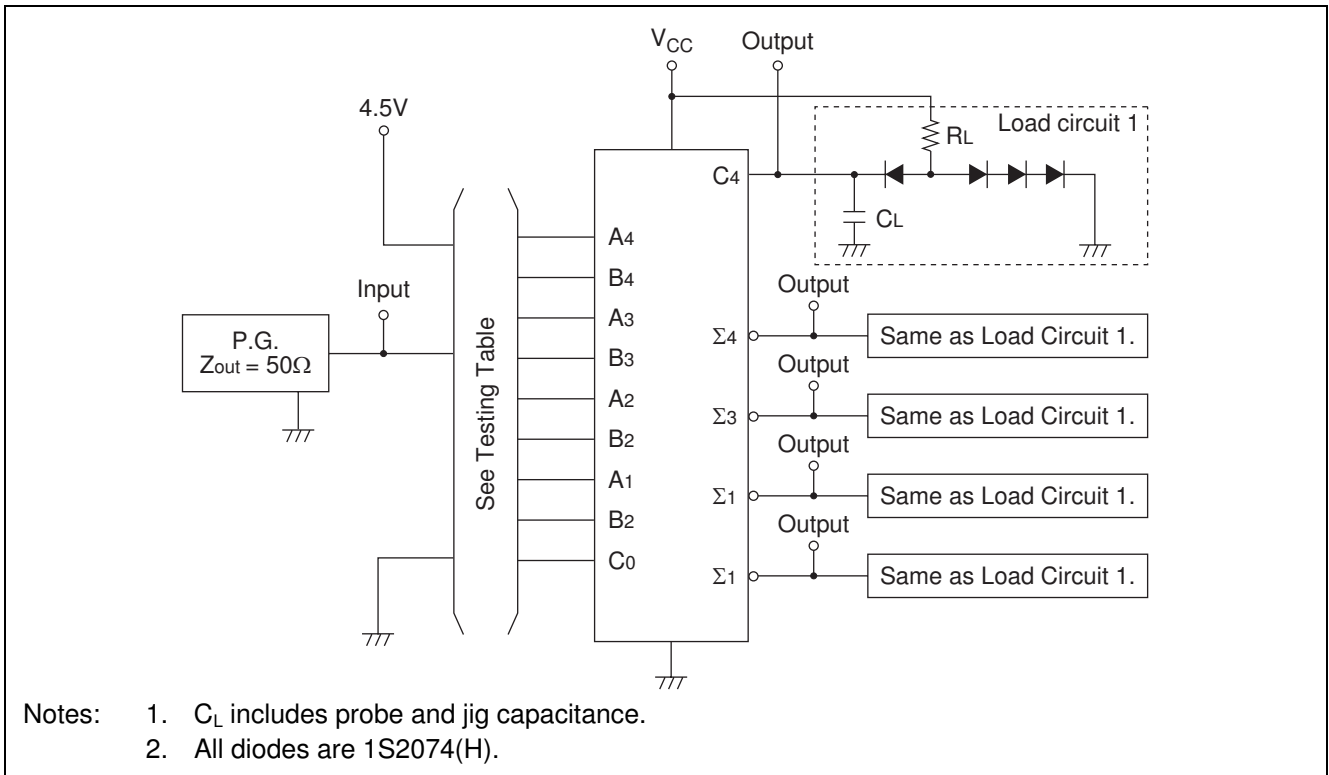 VCC
Output
4.5V
Load circuit 1
RL
C4
CL
A4
B4
Input
A3
B3
P.G.
Zout = 50Ω
See Testing Table
A2
B2
A1
B2
C0
Output
Σ4
Same as Load Circuit 1.
Output
Σ3
Same as Load Circuit 1.
Output
Σ1
Same as Load Circuit 1.
Output
Σ1
Same as Load Circuit 1.
Notes: 1. CL includes probe and jig capacitance.
2. All diodes are 1S2074(H).